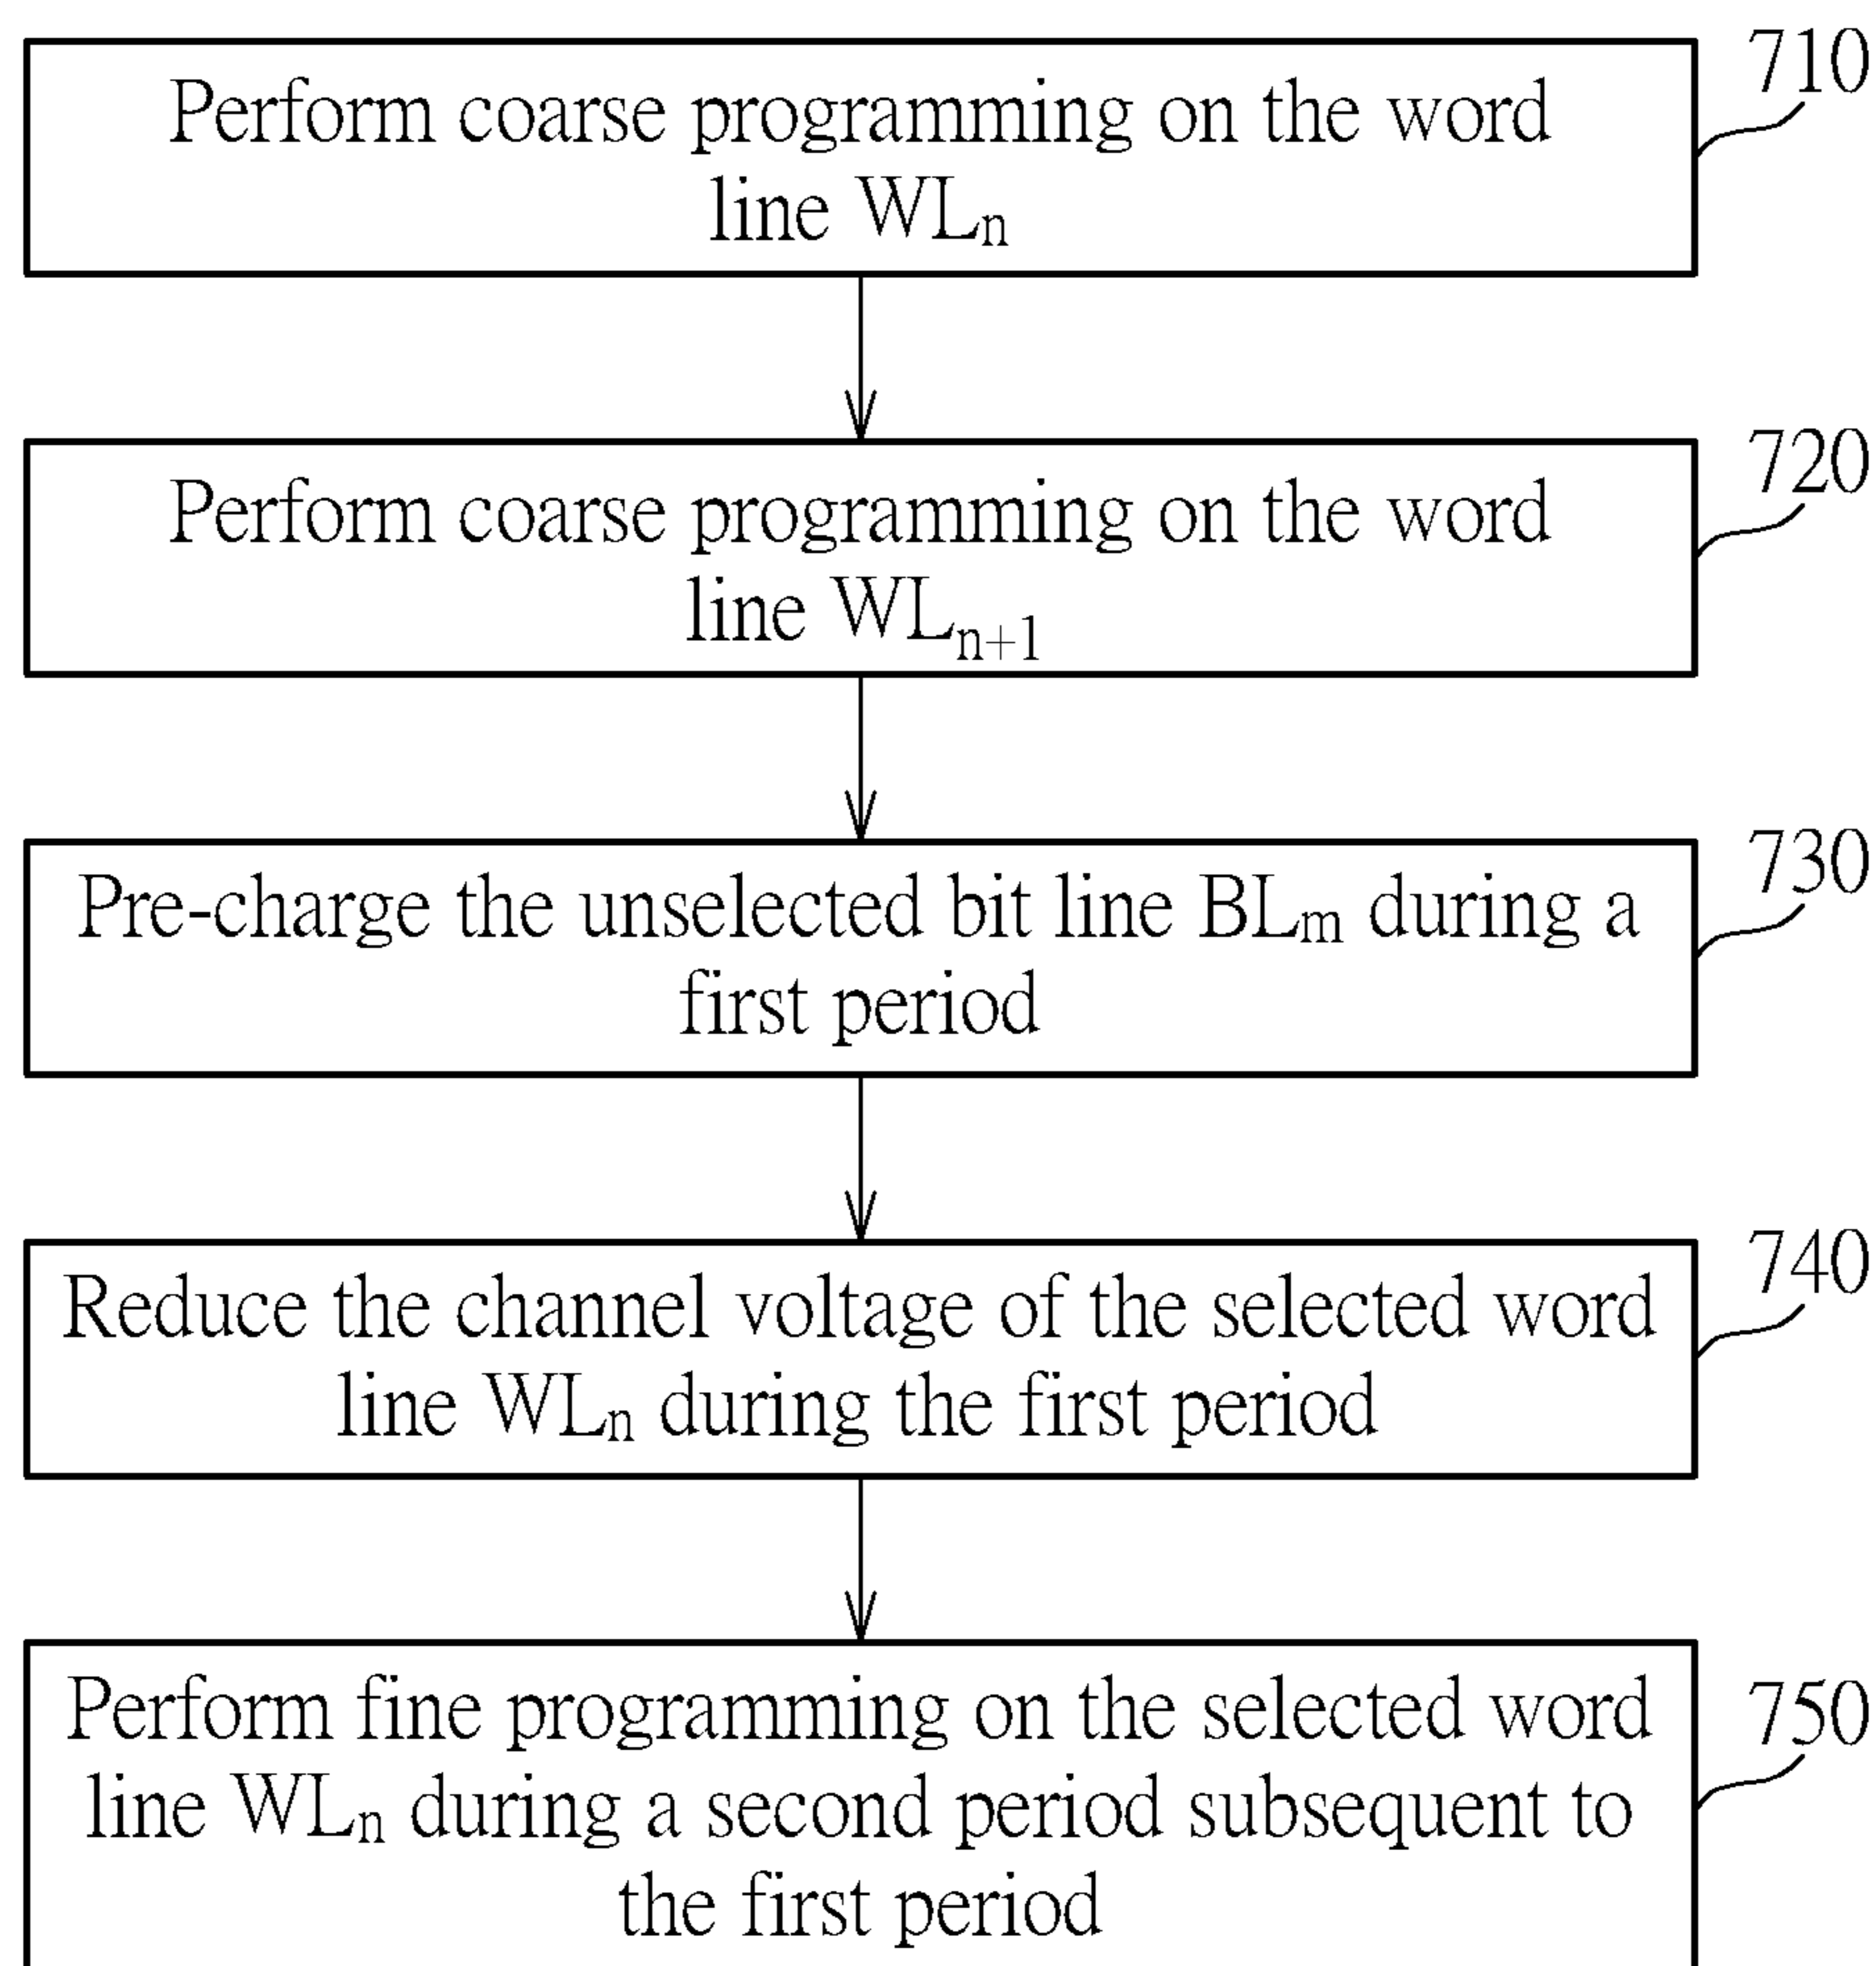 710
Perform coarse programming on the word
line WLₙ
720
Perform coarse programming on the word
line WLₙ₊₁
730
Pre-charge the unselected bit line BLₘ during a
first period
740
Reduce the channel voltage of the selected word
line WLₙ during the first period
750
Perform fine programming on the selected word
line WLₙ during a second period subsequent to
the first period